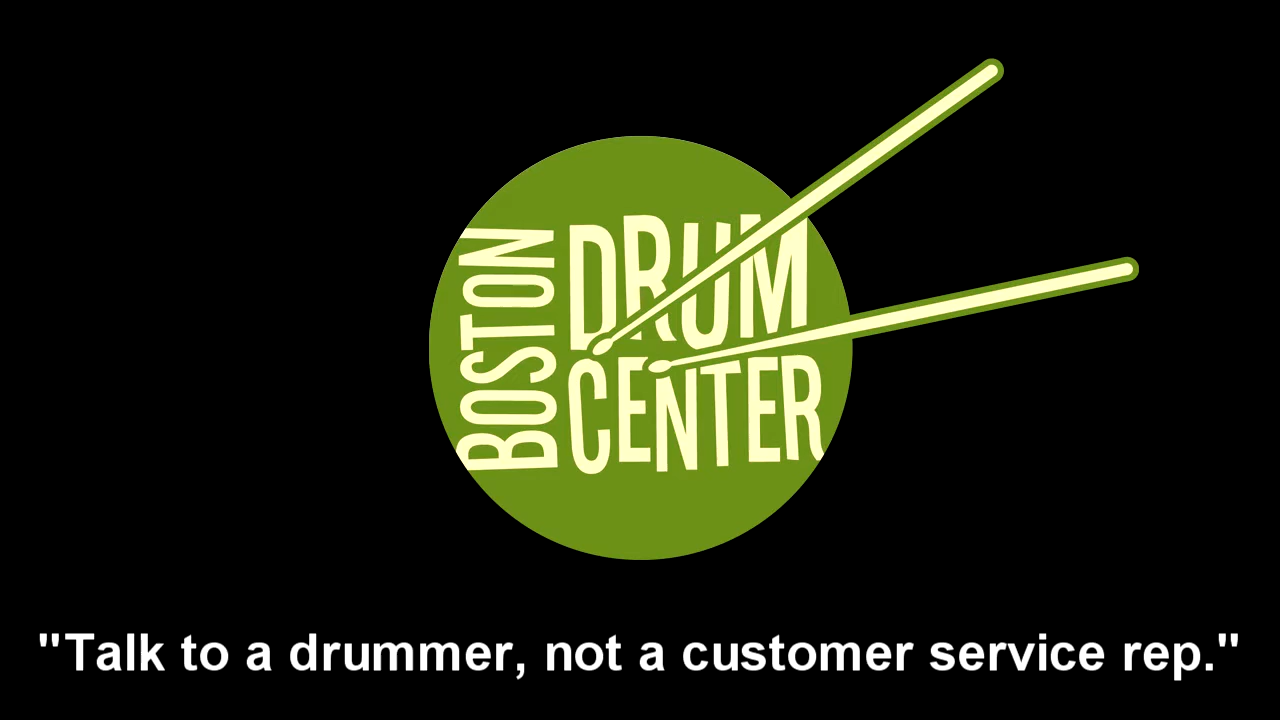 BOSTON
DRUM
CENTER
"Talk to a drummer, not a customer service rep."